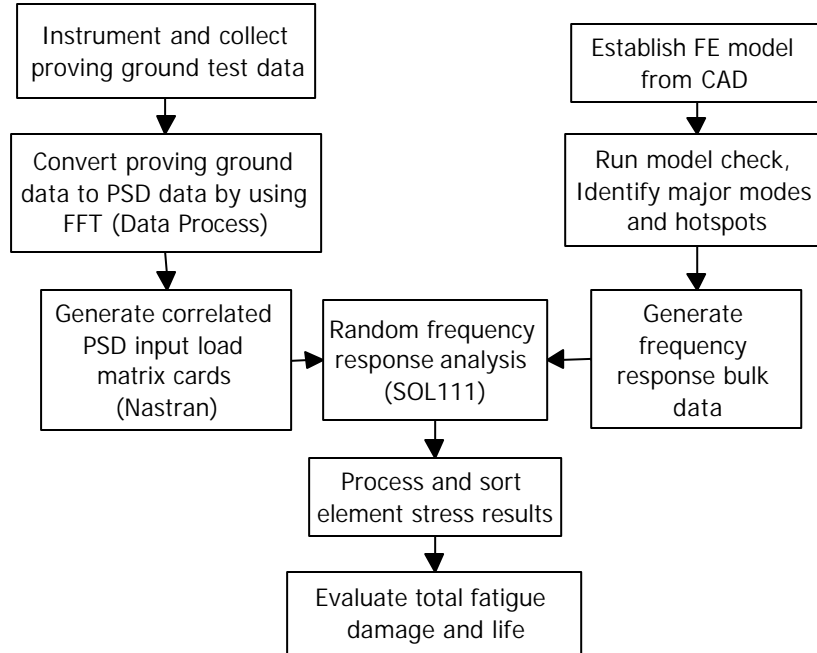 Instrument and collect
proving ground test data
Establish FE model
from CAD
Convert proving ground
data to PSD data by using
FFT (Data Process)
Run model check,
Identify major modes
and hotspots
Generate correlated
PSD input load
matrix cards
(Nastran)
Random frequency
response analysis
(SOL111)
Generate
frequency
response bulk
data
Process and sort
element stress results
Evaluate total fatigue
damage and life